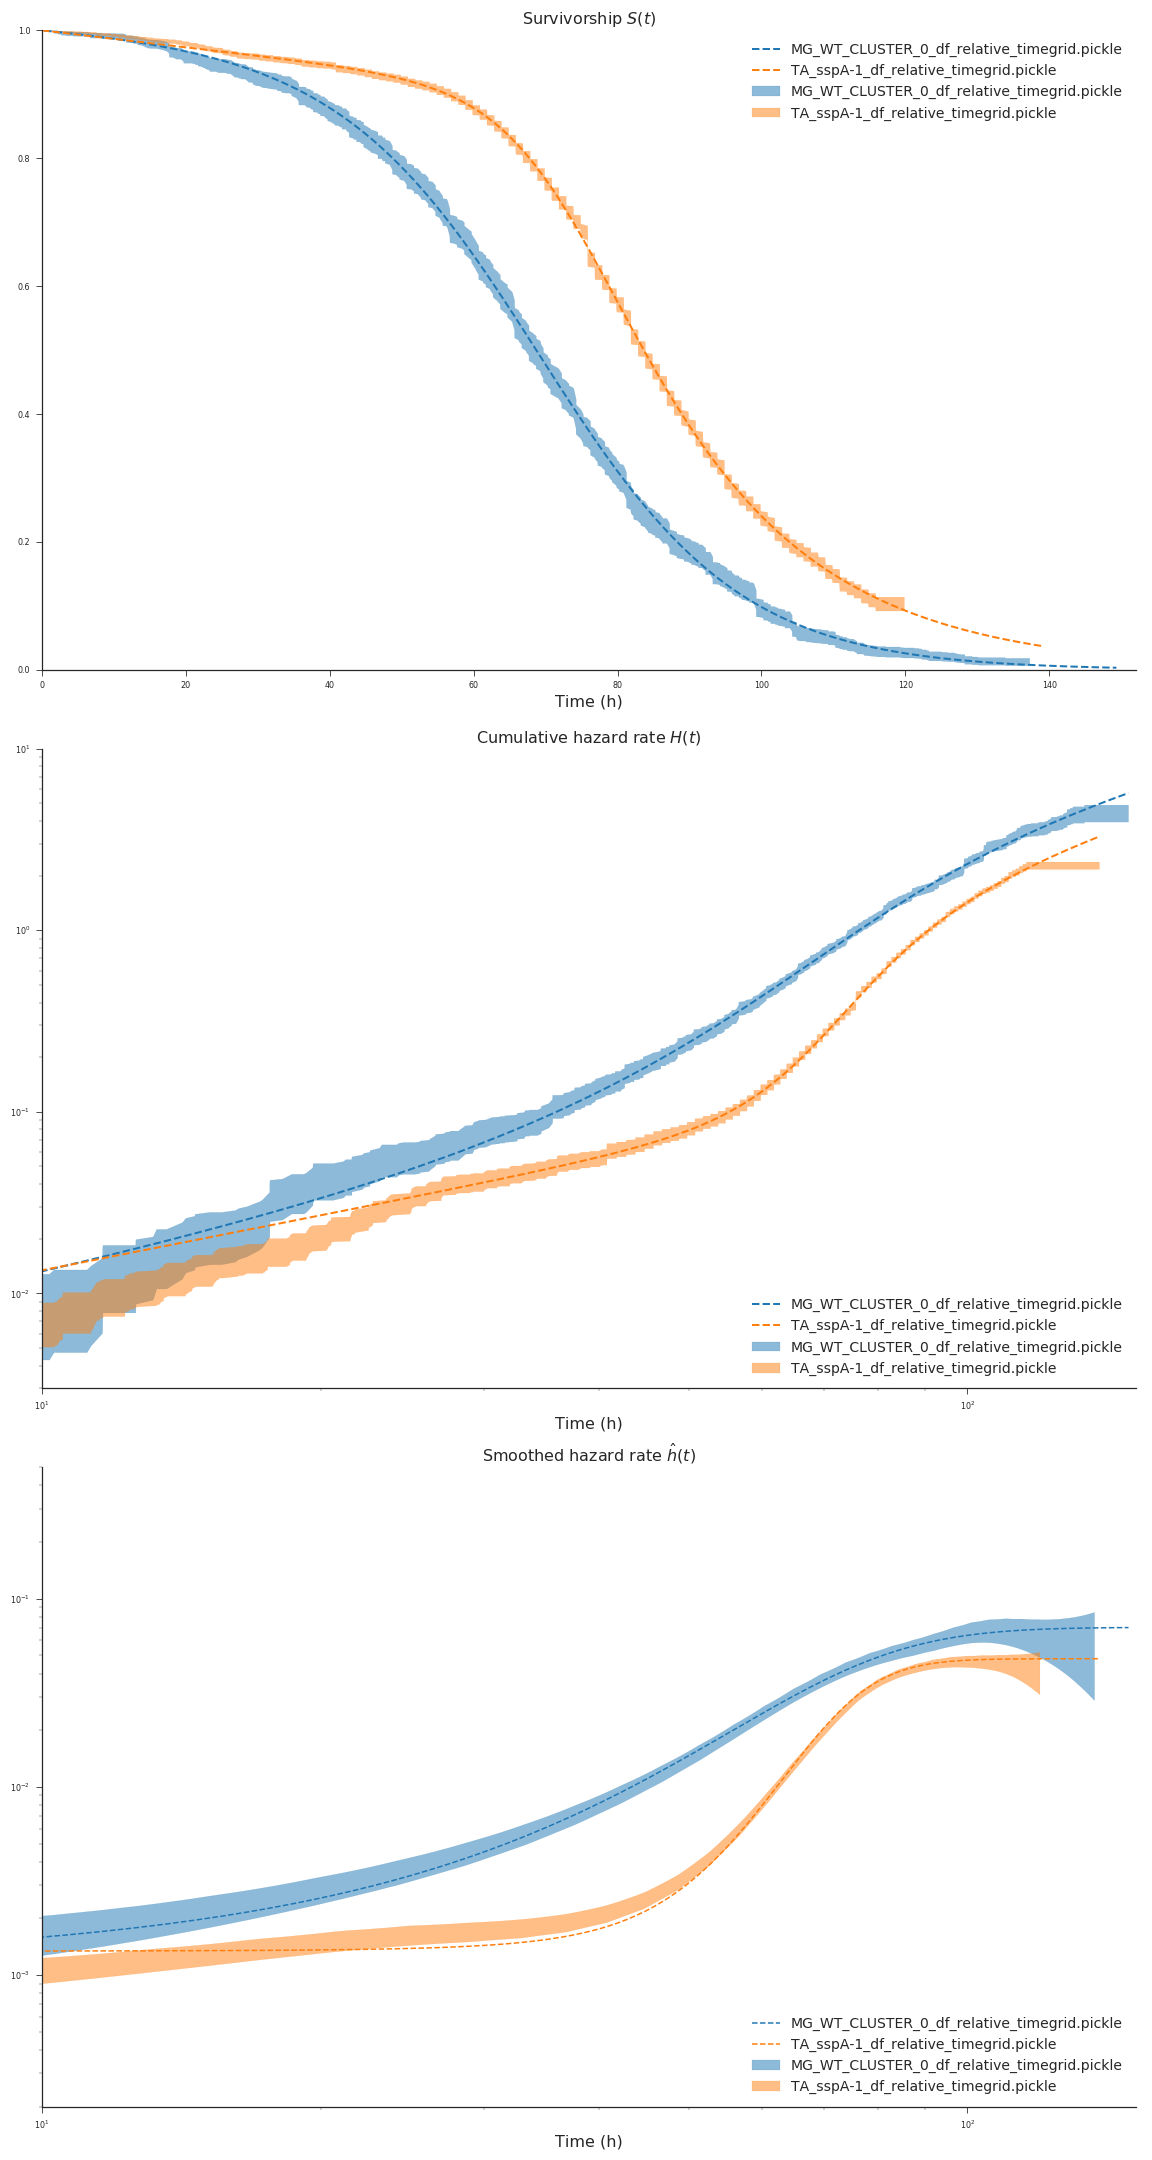 Survivorship S(t)
1.0
0.8
0.6
0.4
0.2
0.0
MG_WT_CLUSTER_0_df_relative_timegrid.pickle
TA_sspA-1_df_relative_timegrid.pickle
MG_WT_CLUSTER_0_df_relative_timegrid.pickle
TA_sspA-1_df_relative_timegrid.pickle
0 20 40 60 80 100 120 140
Time (h)
Cumulative hazard rate H(t)
10¹
10⁰
10⁻¹
10⁻²
MG_WT_CLUSTER_0_df_relative_timegrid.pickle
TA_sspA-1_df_relative_timegrid.pickle
MG_WT_CLUSTER_0_df_relative_timegrid.pickle
TA_sspA-1_df_relative_timegrid.pickle
10¹ 10²
Time (h)
Smoothed hazard rate ĥ(t)
10⁻¹
10⁻²
10⁻³
MG_WT_CLUSTER_0_df_relative_timegrid.pickle
TA_sspA-1_df_relative_timegrid.pickle
MG_WT_CLUSTER_0_df_relative_timegrid.pickle
TA_sspA-1_df_relative_timegrid.pickle
10¹ 10²
Time (h)